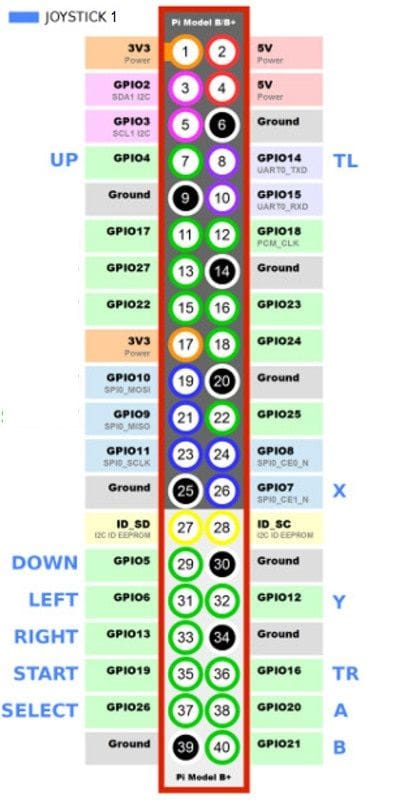 JOYSTICK 1
Pi Model B/B+
3V3 1 2 5V
Power Power
GPIO2 3 4 5V
SDA1 I2C Power
GPIO3 5 6 Ground
SCL1 I2C
UP GPIO4 7 8 GPIO14 TL
UART0_TXD
Ground 9 10 GPIO15
UART0_RXD
GPIO17 11 12 GPIO18
PCM_CLK
GPIO27 13 14 Ground
GPIO22 15 16 GPIO23
3V3 17 18 GPIO24
Power
GPIO10 19 20 Ground
SPI0_MOSI
GPIO9 21 22 GPIO25
SPI0_MISO
GPIO11 23 24 GPIO8
SPI0_SCLK SPI0_CE0_N
Ground 25 26 GPIO7 X
SPI0_CE1_N
ID_SD 27 28 ID_SC
I2C ID EEPROM I2C ID EEPROM
DOWN GPIO5 29 30 Ground
LEFT GPIO6 31 32 GPIO12 Y
RIGHT GPIO13 33 34 Ground
START GPIO19 35 36 GPIO16 TR
SELECT GPIO26 37 38 GPIO20 A
Ground 39 40 GPIO21 B
Pi Model B+